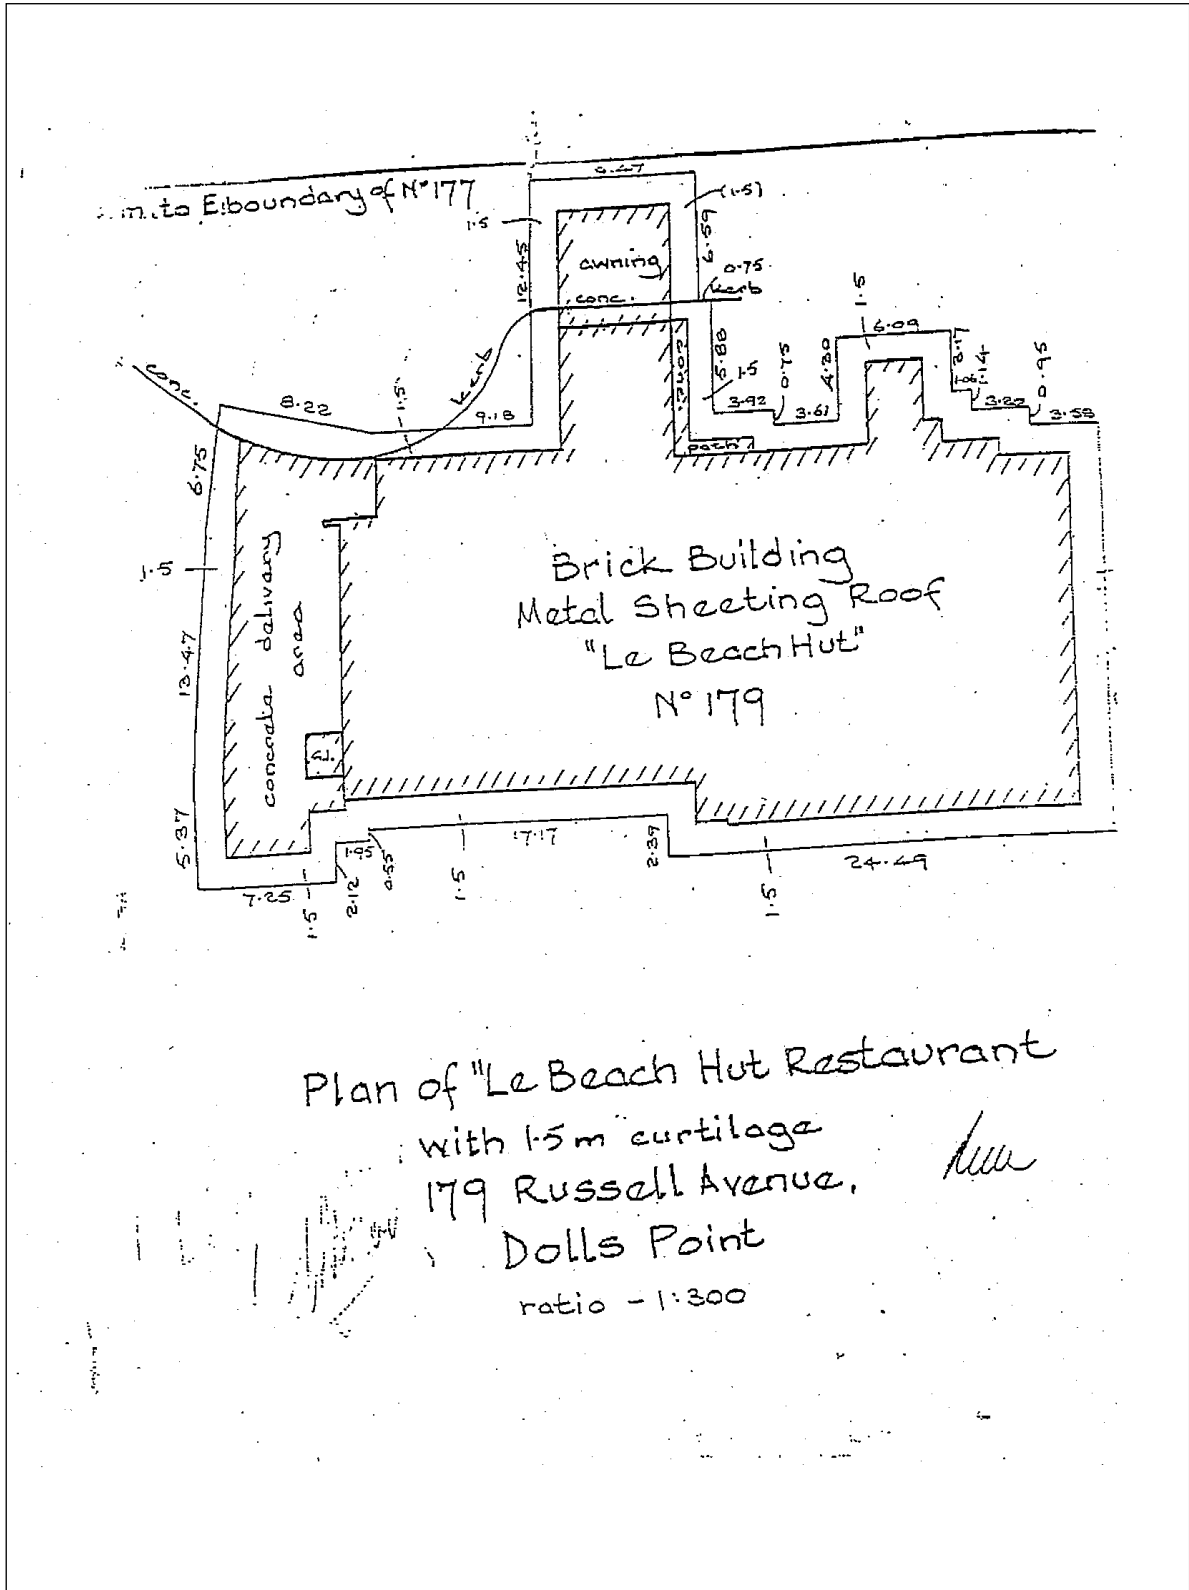 m. to E. boundary of Nº 177
9.47
(1.5)
1.5
12.45
6.59
awning
0.75
kerb
conc.
1.5
6.09
conc.
kerb
1.5
8.22
9.18
conc.
5.88
1.5
3.92
0.75
3.61
4.30
3.17
1.06
1.14
3.22
0.95
3.58
path
6.75
1.5
13.47
5.37
concrete delivery
area
Brick Building
Metal Sheeting Roof
"Le Beach Hut"
Nº 179
7.25
1.5
2.12
1.95
0.55
1.5
17.17
2.39
1.5
24.49
Plan of "Le Beach Hut Restaurant
with 1.5m curtilage
179 Russell Avenue,
Dolls Point
ratio - 1:300